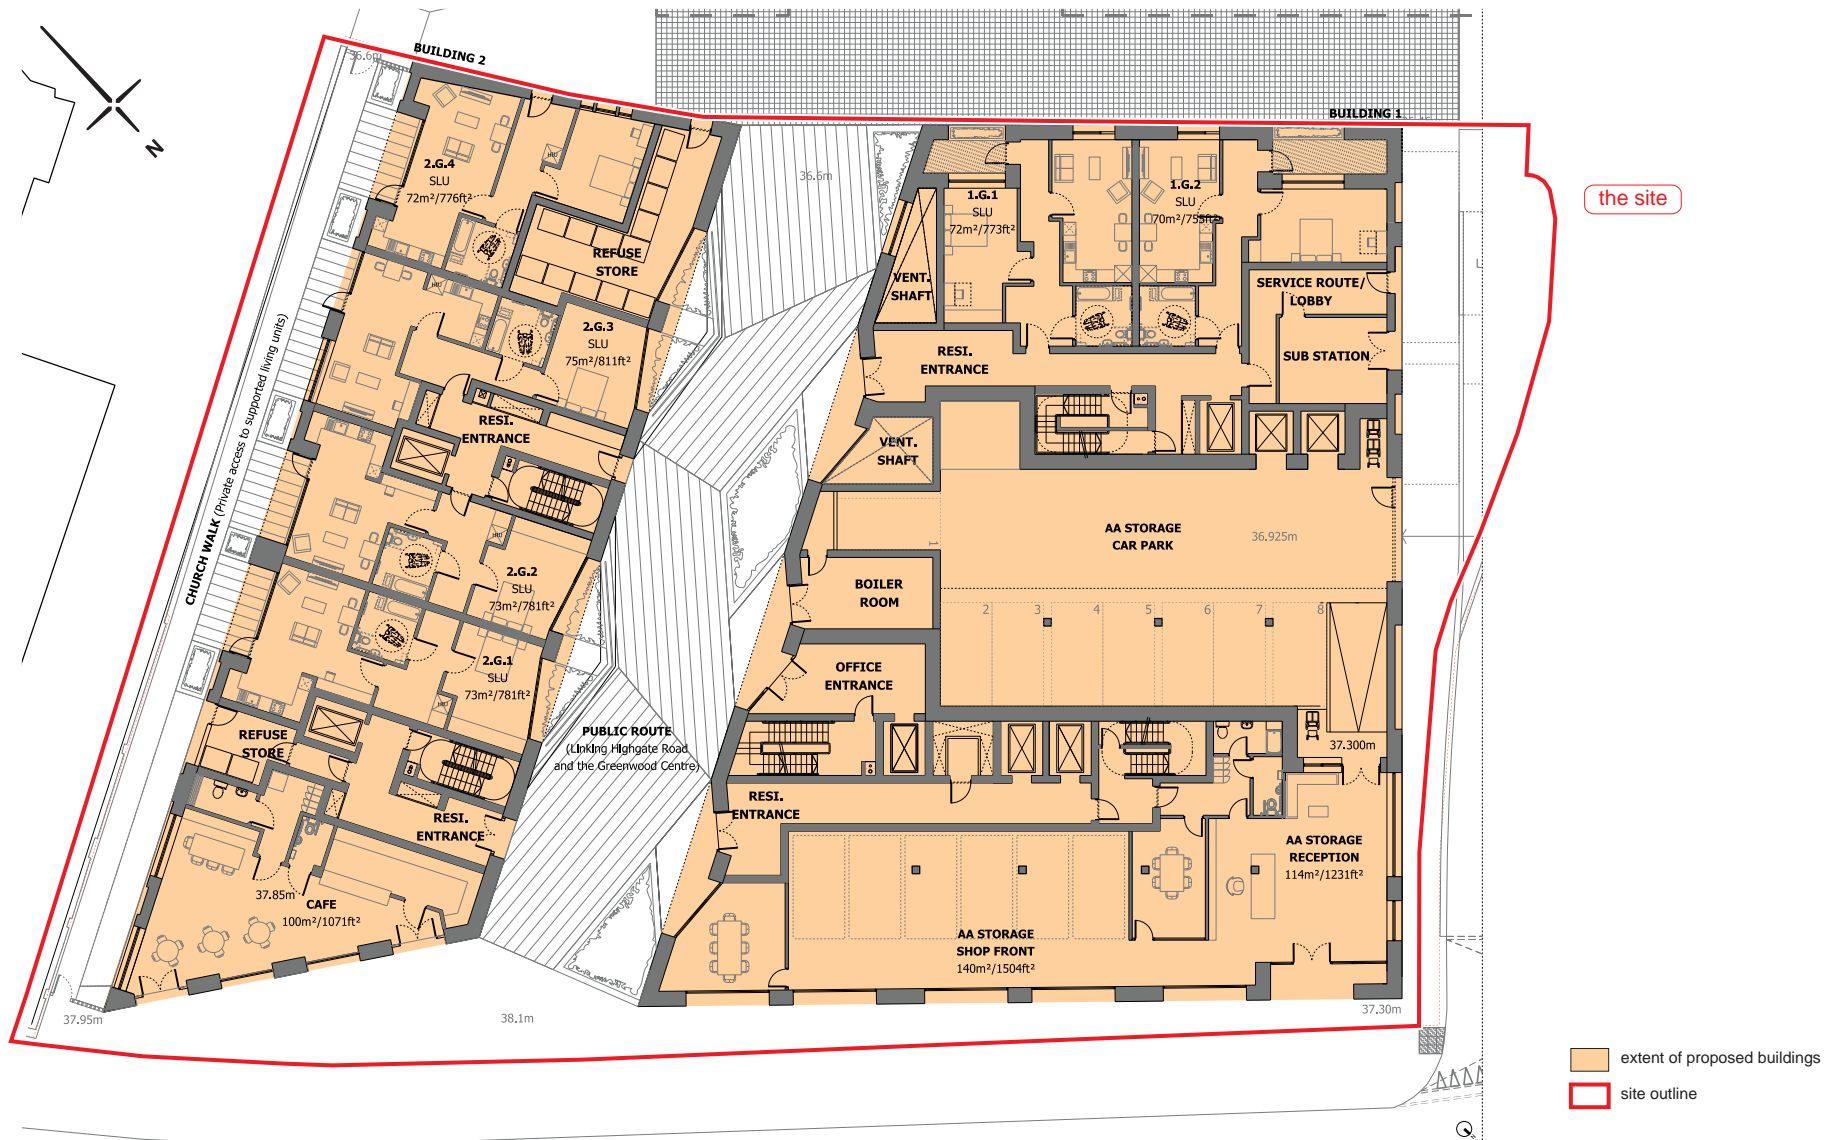 BUILDING 2
36.6m
N
2.G.4
SLU
72m²/776ft²
HIU
REFUSE
STORE
36.6m
BUILDING 1
the site
1.G.1
SLU
72m²/773ft²
1.G.2
SLU
70m²/755ft²
VENT.
SHAFT
SERVICE ROUTE/
LOBBY
SUB STATION
HIU
2.G.3
SLU
75m²/811ft²
RESI.
ENTRANCE
RESI.
ENTRANCE
VENT.
SHAFT
CHURCH WALK (Private access to supported living units)
AA STORAGE
CAR PARK
36.925m
1
HIU
2.G.2
SLU
73m²/781ft²
BOILER
ROOM
2
3
4
5
6
7
8
2.G.1
SLU
73m²/781ft²
HIU
OFFICE
ENTRANCE
PUBLIC ROUTE
(Linking Highgate Road
and the Greenwood Centre)
REFUSE
STORE
37.300m
RESI.
ENTRANCE
RESI.
ENTRANCE
AA STORAGE
RECEPTION
114m²/1231ft²
37.85m
CAFE
100m²/1071ft²
AA STORAGE
SHOP FRONT
140m²/1504ft²
37.95m
38.1m
37.30m
extent of proposed buildings
site outline